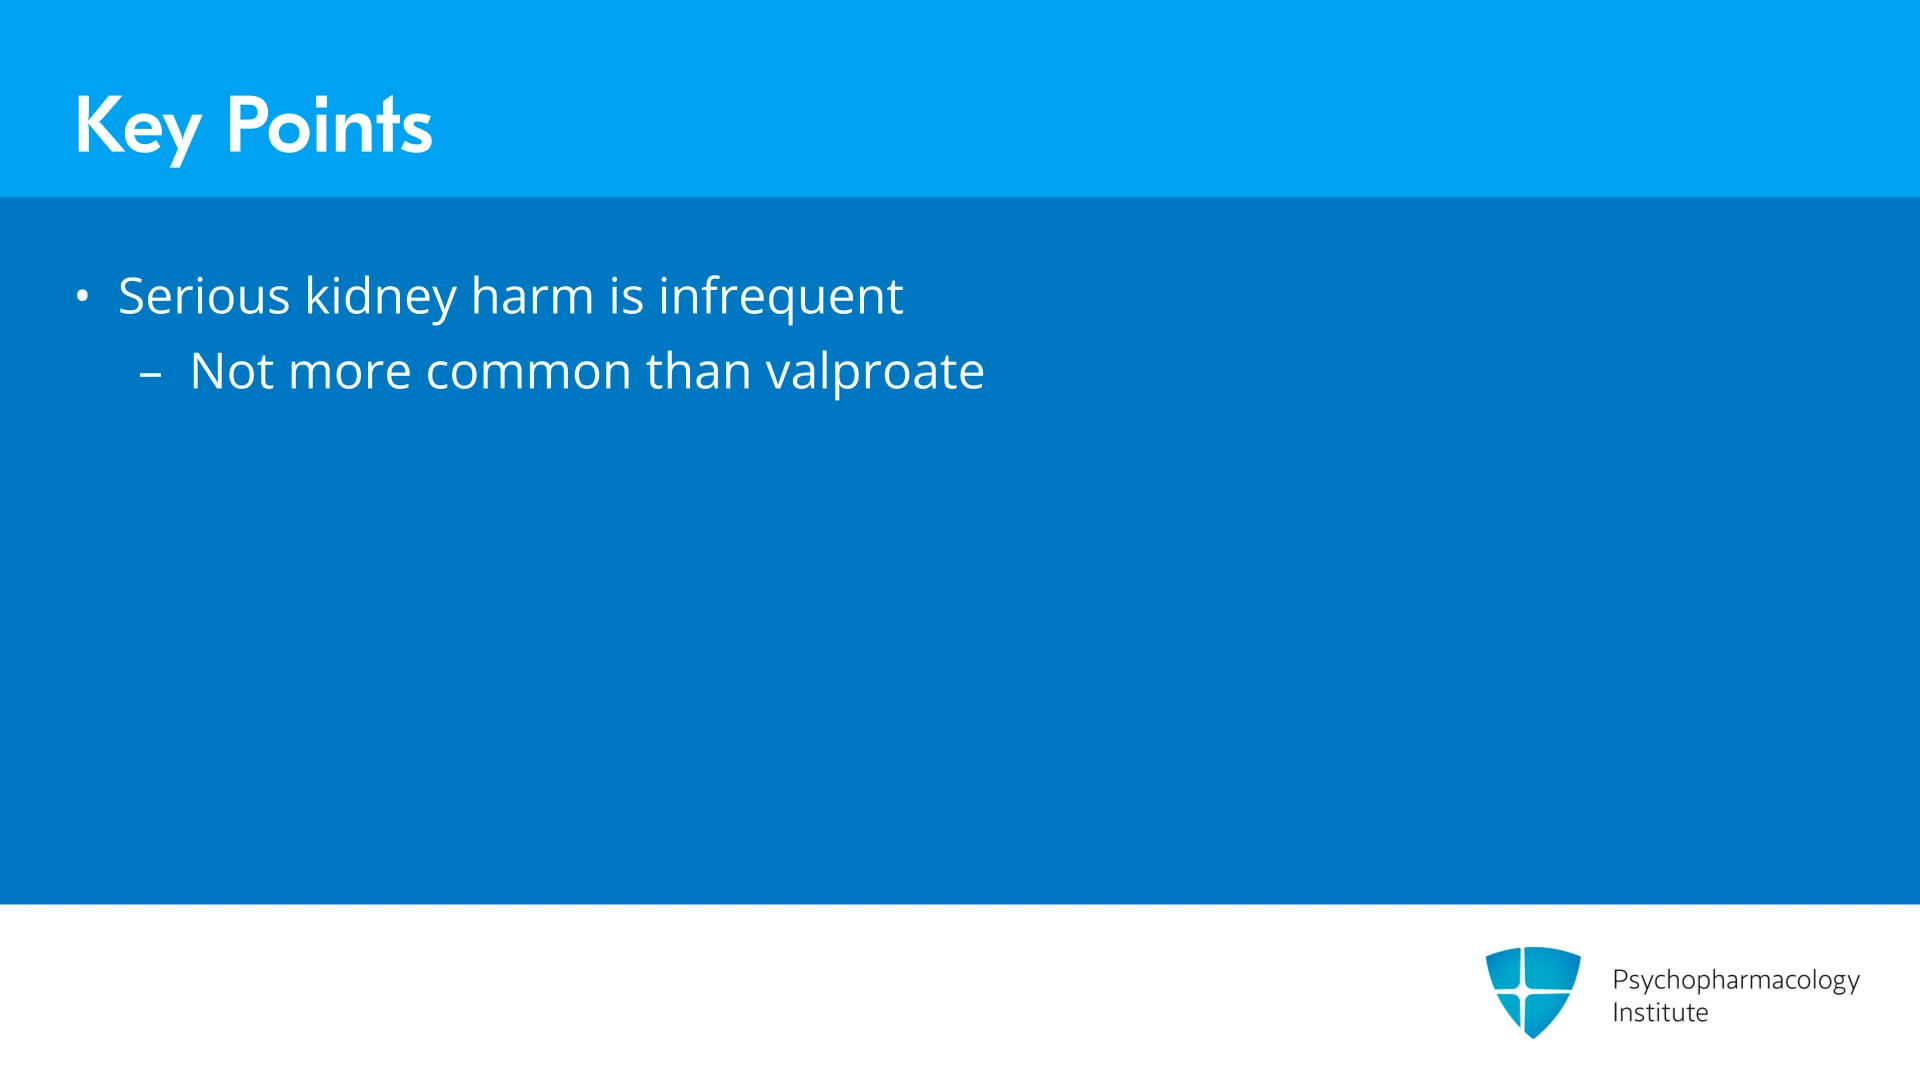 Key Points
• Serious kidney harm is infrequent
– Not more common than valproate
Psychopharmacology
Institute